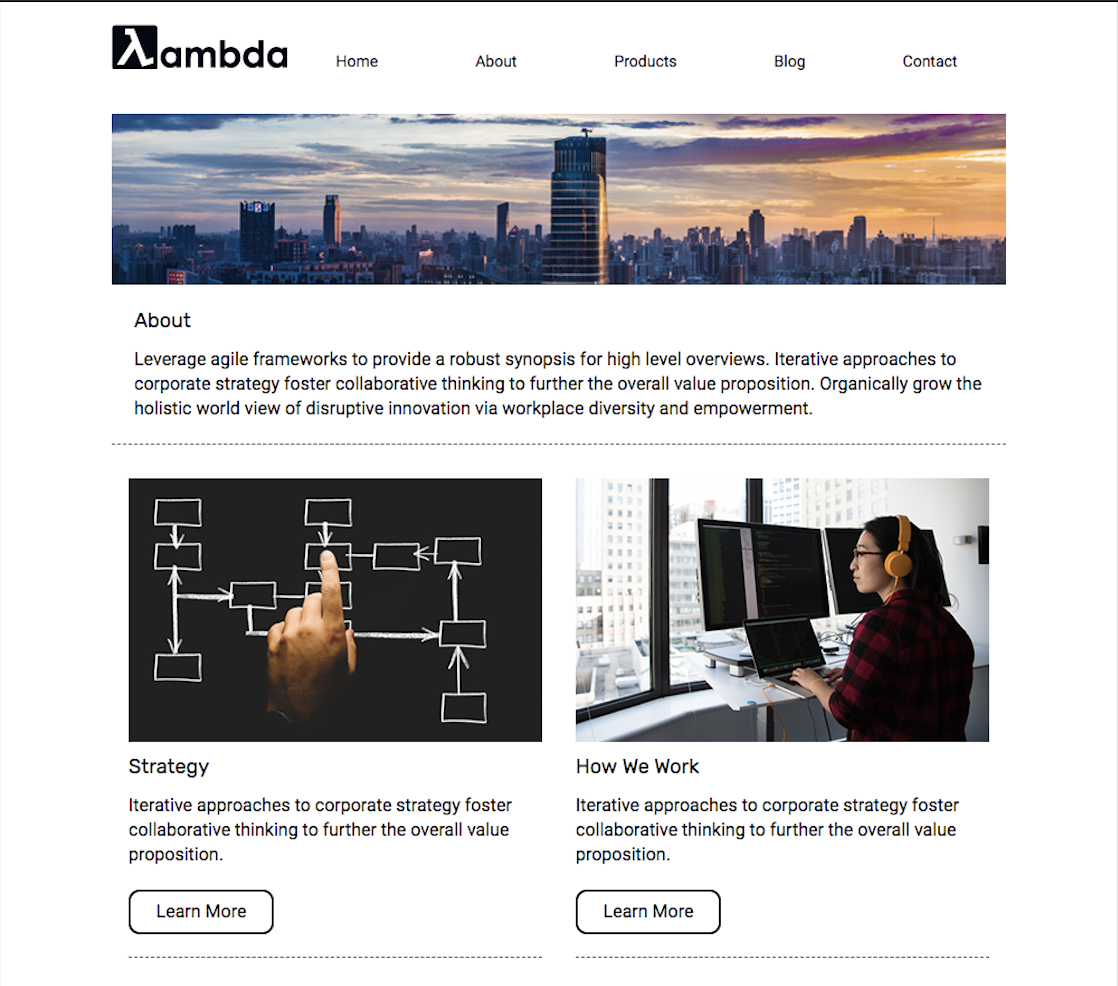 λambda
Home About Products Blog Contact
About
Leverage agile frameworks to provide a robust synopsis for high level overviews. Iterative approaches to
corporate strategy foster collaborative thinking to further the overall value proposition. Organically grow the
holistic world view of disruptive innovation via workplace diversity and empowerment.
Strategy
Iterative approaches to corporate strategy foster
collaborative thinking to further the overall value
proposition.
Learn More
How We Work
Iterative approaches to corporate strategy foster
collaborative thinking to further the overall value
proposition.
Learn More